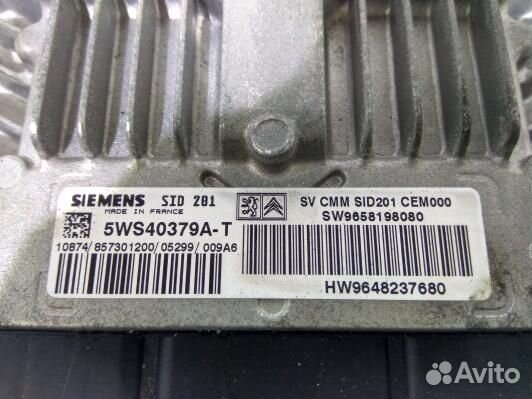 SIEMENS SID 201
MADE IN FRANCE
5WS40379A-T
10874/857301200/05299/009A6
SV CMM SID201 CEM000
SW9658198080
HW9648237680
Avito